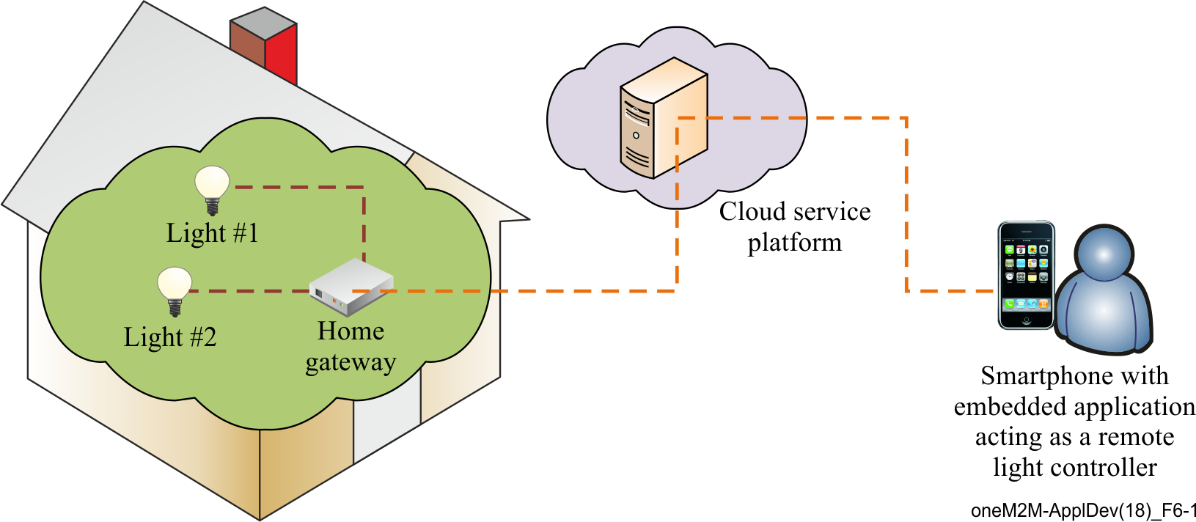 Light #1
Light #2
Home
gateway
Cloud service
platform
Smartphone with
embedded application
acting as a remote
light controller
oneM2M-ApplDev(18)_F6-1